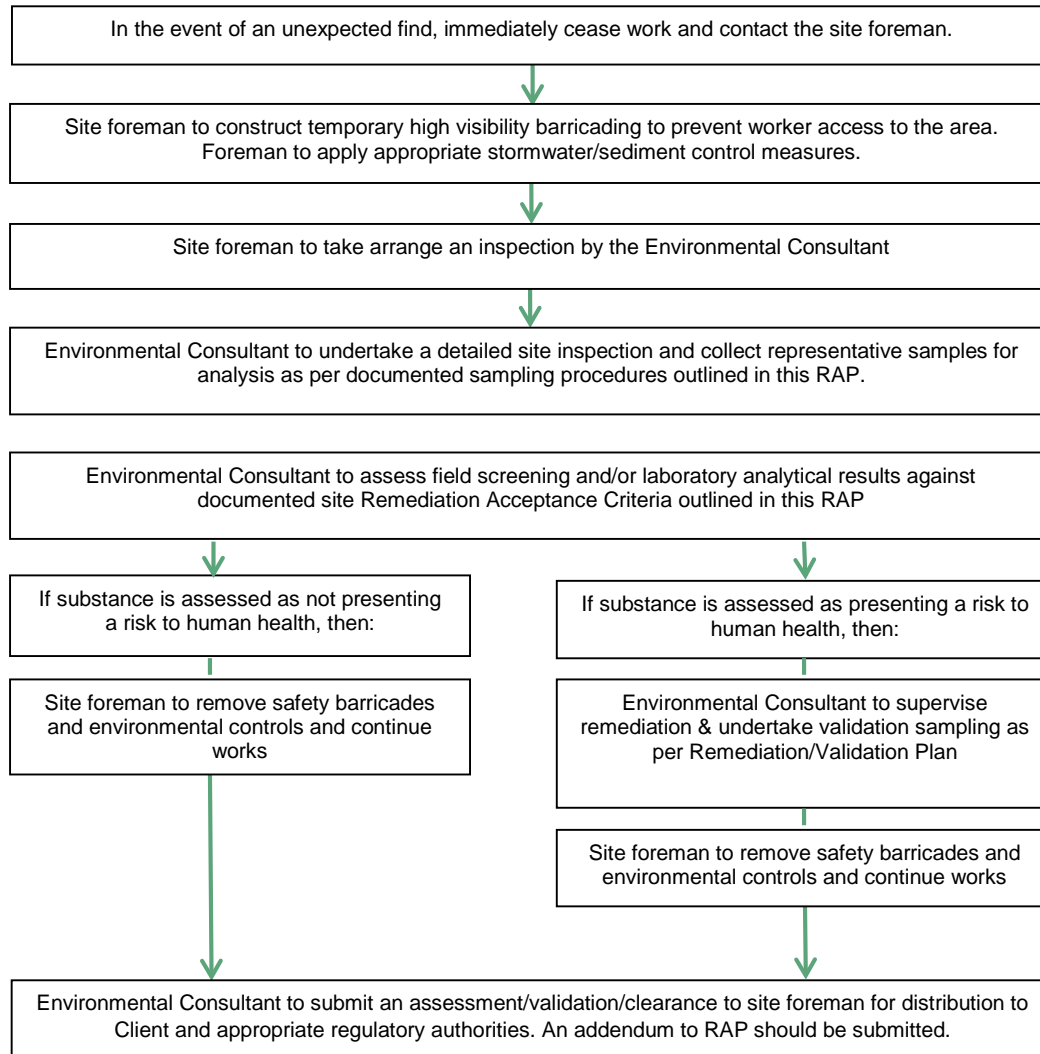 In the event of an unexpected find, immediately cease work and contact the site foreman.
Site foreman to construct temporary high visibility barricading to prevent worker access to the area.
Foreman to apply appropriate stormwater/sediment control measures.
Site foreman to take arrange an inspection by the Environmental Consultant
Environmental Consultant to undertake a detailed site inspection and collect representative samples for
analysis as per documented sampling procedures outlined in this RAP.
Environmental Consultant to assess field screening and/or laboratory analytical results against
documented site Remediation Acceptance Criteria outlined in this RAP
If substance is assessed as not presenting
a risk to human health, then:
Site foreman to remove safety barricades
and environmental controls and continue
works
If substance is assessed as presenting a risk to
human health, then:
Environmental Consultant to supervise
remediation & undertake validation sampling as
per Remediation/Validation Plan
Site foreman to remove safety barricades and
environmental controls and continue works
Environmental Consultant to submit an assessment/validation/clearance to site foreman for distribution to
Client and appropriate regulatory authorities. An addendum to RAP should be submitted.